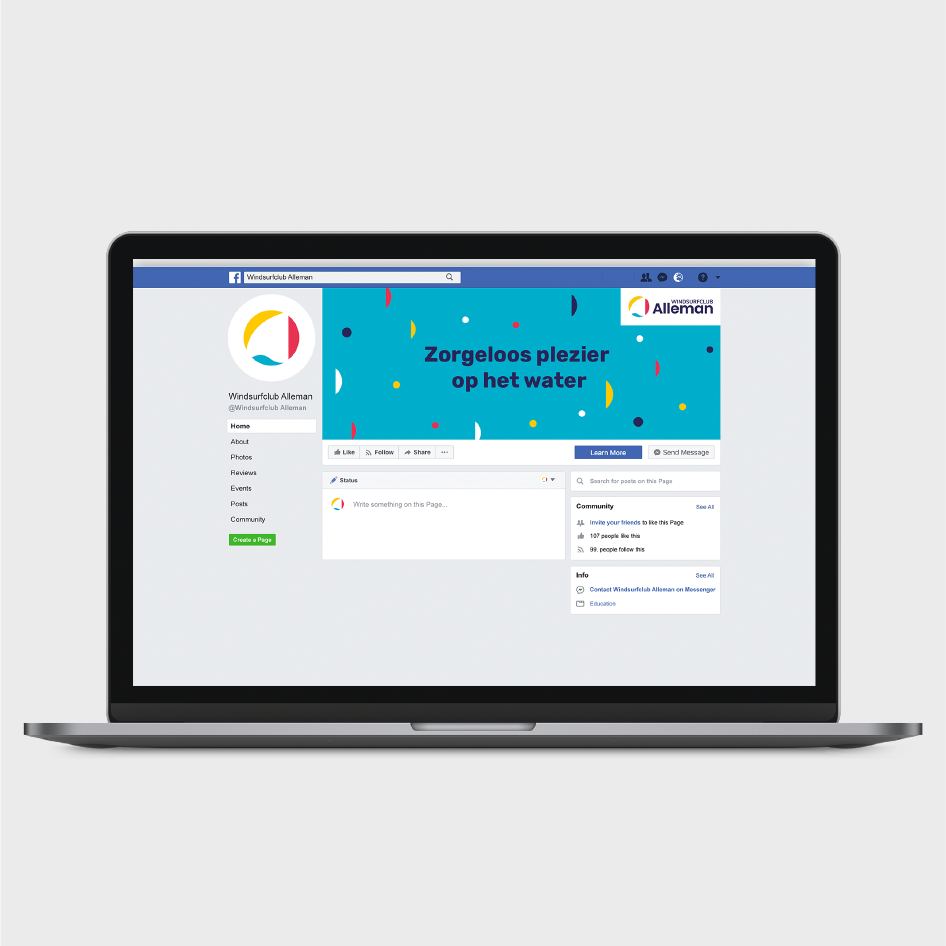 Windsurfclub Alleman
WINDSURFCLUB
Alleman
Zorgeloos plezier
op het water
Windsurfclub Alleman
@Windsurfclub Alleman
Home
About
Photos
Reviews
Events
Posts
Community
Create a Page
Like
Follow
Share
Learn More
Send Message
Status
Write something on this Page...
Search for posts on this Page
Community
See All
Invite your friends to like this Page
107 people like this
99. people follow this
Info
See All
Contact Windsurfclub Alleman on Messenger
Education